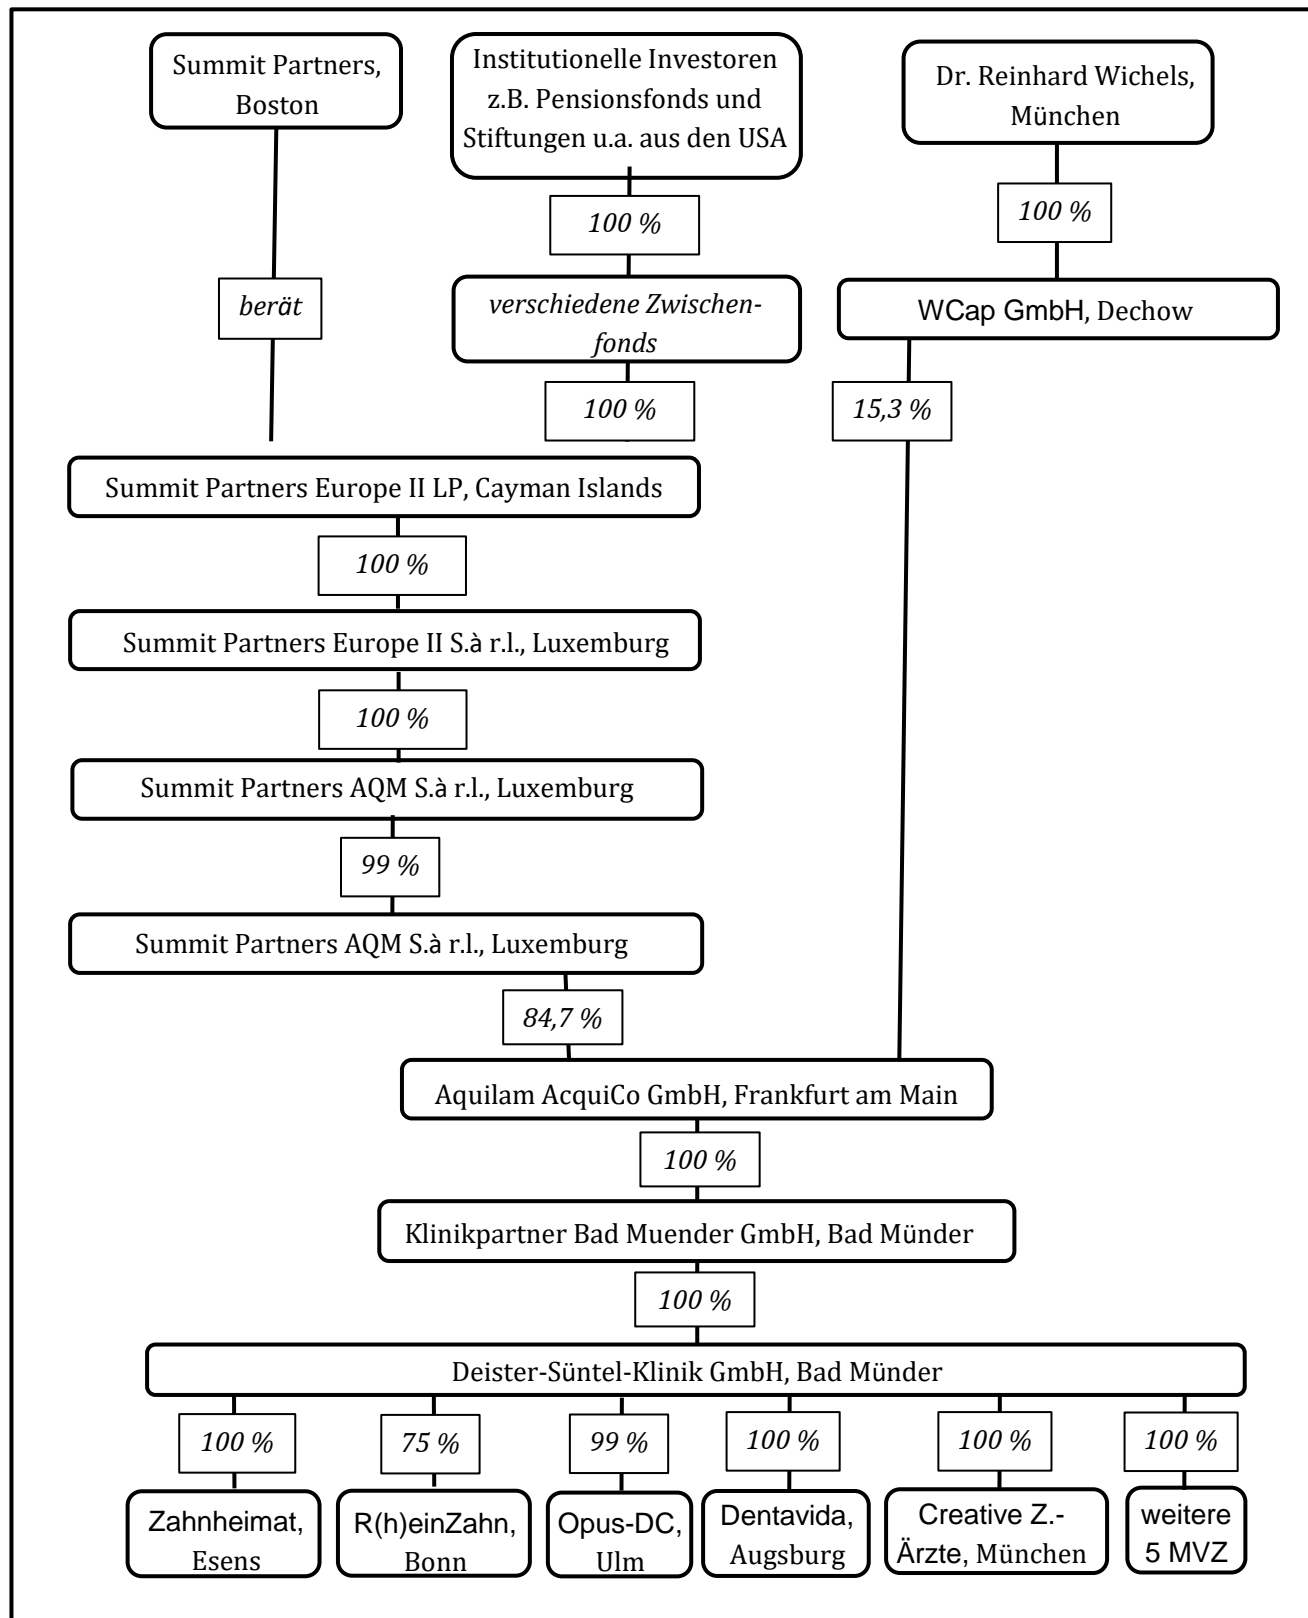 Summit Partners,
Boston
Institutionelle Investoren
z.B. Pensionsfonds und
Stiftungen u.a. aus den USA
Dr. Reinhard Wichels,
München
100 %
100 %
berät
verschiedene Zwischen-
fonds
WCap GmbH, Dechow
100 %
15,3 %
Summit Partners Europe II LP, Cayman Islands
100 %
Summit Partners Europe II S.à r.l., Luxemburg
100 %
Summit Partners AQM S.à r.l., Luxemburg
99 %
Summit Partners AQM S.à r.l., Luxemburg
84,7 %
Aquilam AcquiCo GmbH, Frankfurt am Main
100 %
Klinikpartner Bad Muender GmbH, Bad Münder
100 %
Deister-Süntel-Klinik GmbH, Bad Münder
100 %
75 %
99 %
100 %
100 %
100 %
Zahnheimat,
Esens
R(h)einZahn,
Bonn
Opus-DC,
Ulm
Dentavida,
Augsburg
Creative Z.-
Ärzte, München
weitere
5 MVZ